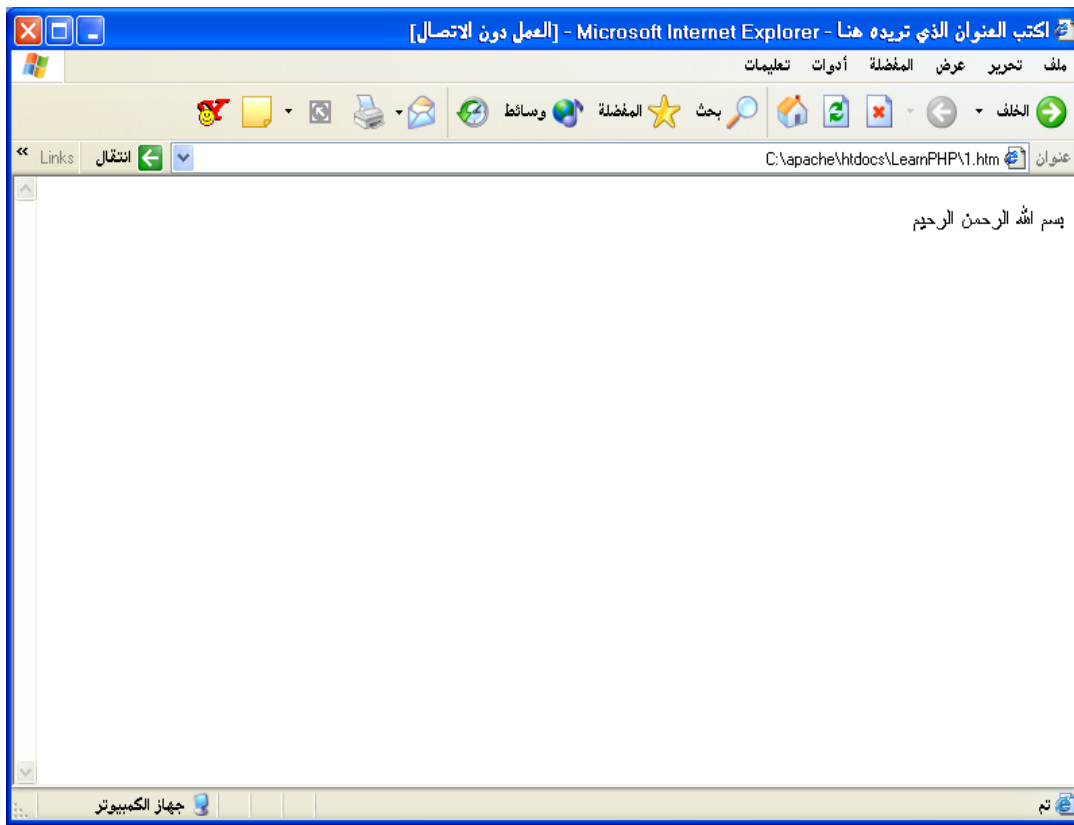 اكتب العنوان الذي تريده هنا - Microsoft Internet Explorer - [العمل دون الاتصال]
ملف تحرير عرض المفضلة أدوات تعليمات
الخلف بحث المفضلة وسائط
عنوان C:\apache\htdocs\LearnPHP\1.htm انتقال Links »
بسم الله الرحمن الرحيم
تم جهاز الكمبيوتر